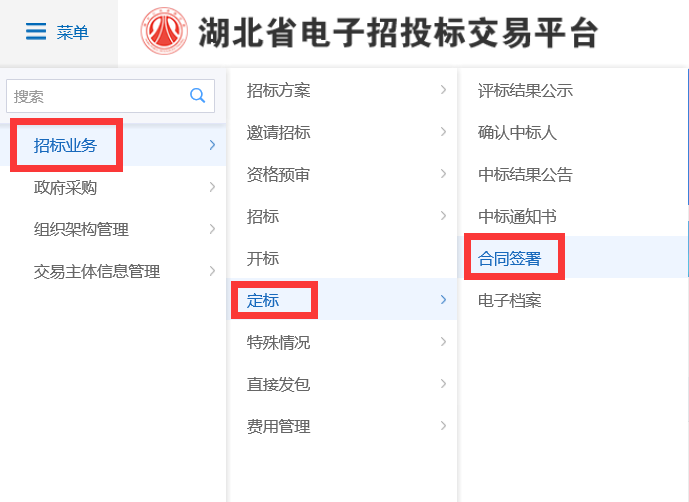 菜单
湖北省电子招投标交易平台
搜索
招标业务
政府采购
组织架构管理
交易主体信息管理
招标方案
邀请招标
资格预审
招标
开标
定标
特殊情况
直接发包
费用管理
评标结果公示
确认中标人
中标结果公告
中标通知书
合同签署
电子档案